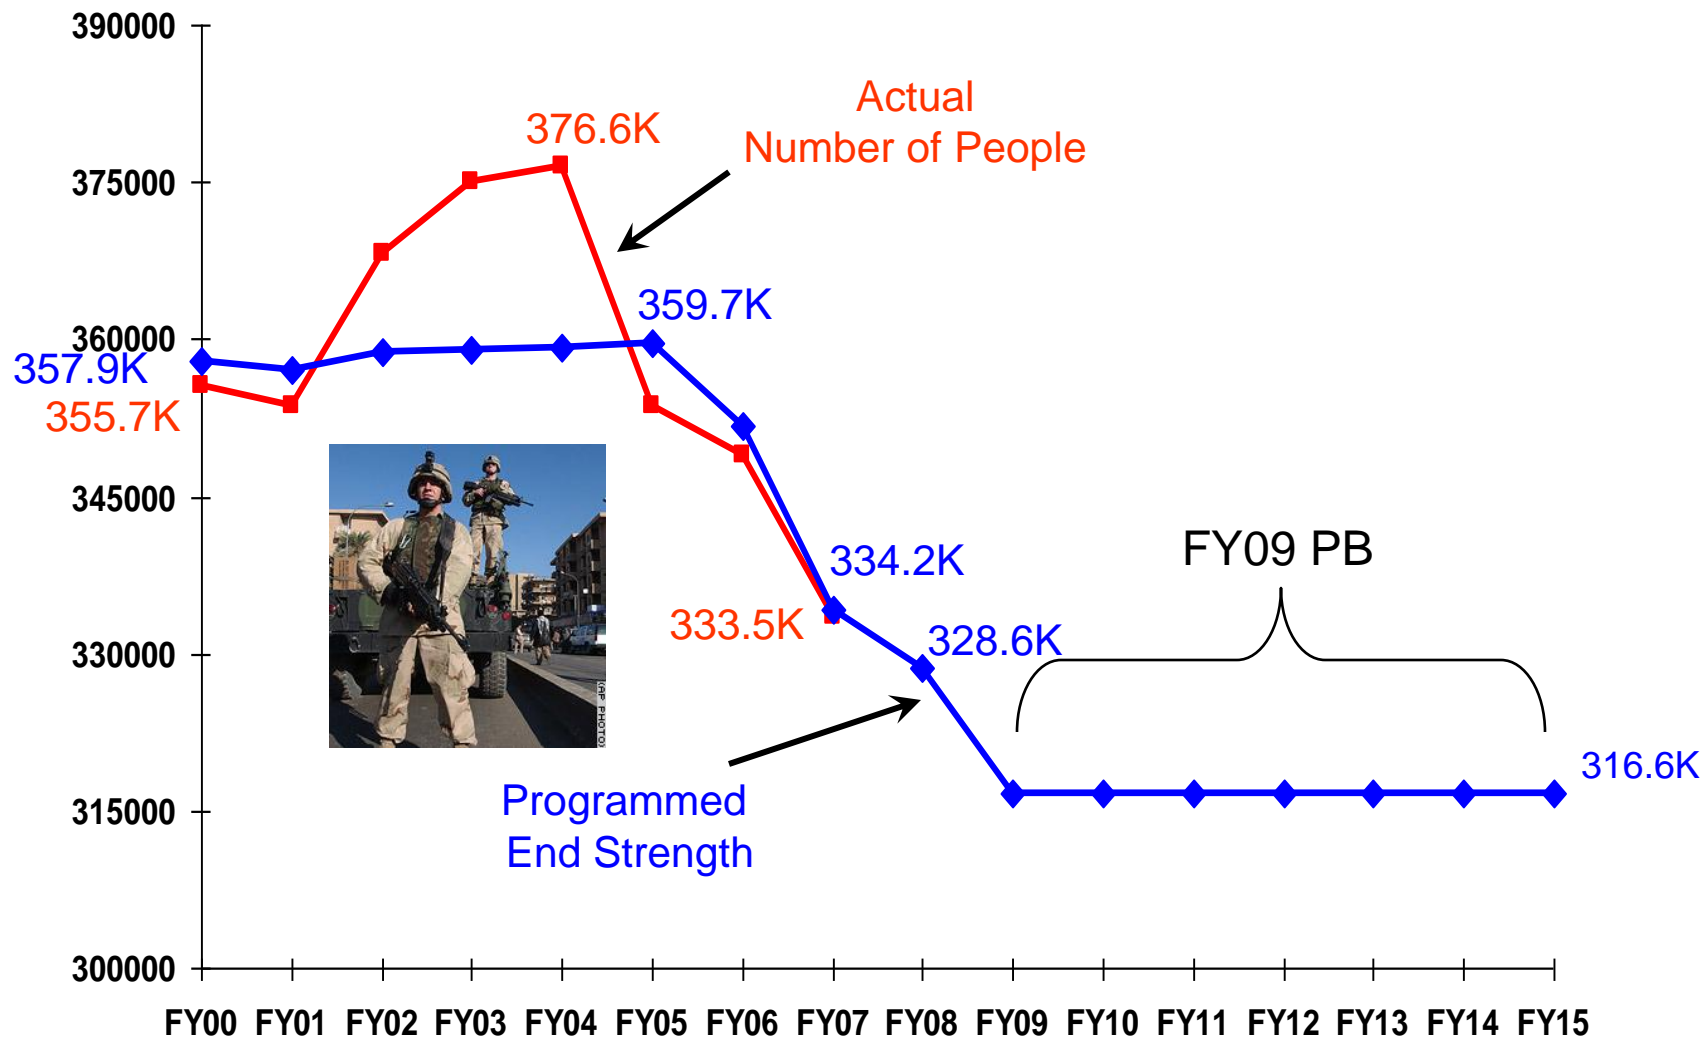 390000
376.6K
Actual
Number of People
375000
359.7K
360000
357.9K
355.7K
345000
334.2K
FY09 PB
333.5K
328.6K
330000
(AP PHOTO)
316.6K
Programmed
End Strength
315000
300000
FY00 FY01 FY02 FY03 FY04 FY05 FY06 FY07 FY08 FY09 FY10 FY11 FY12 FY13 FY14 FY15